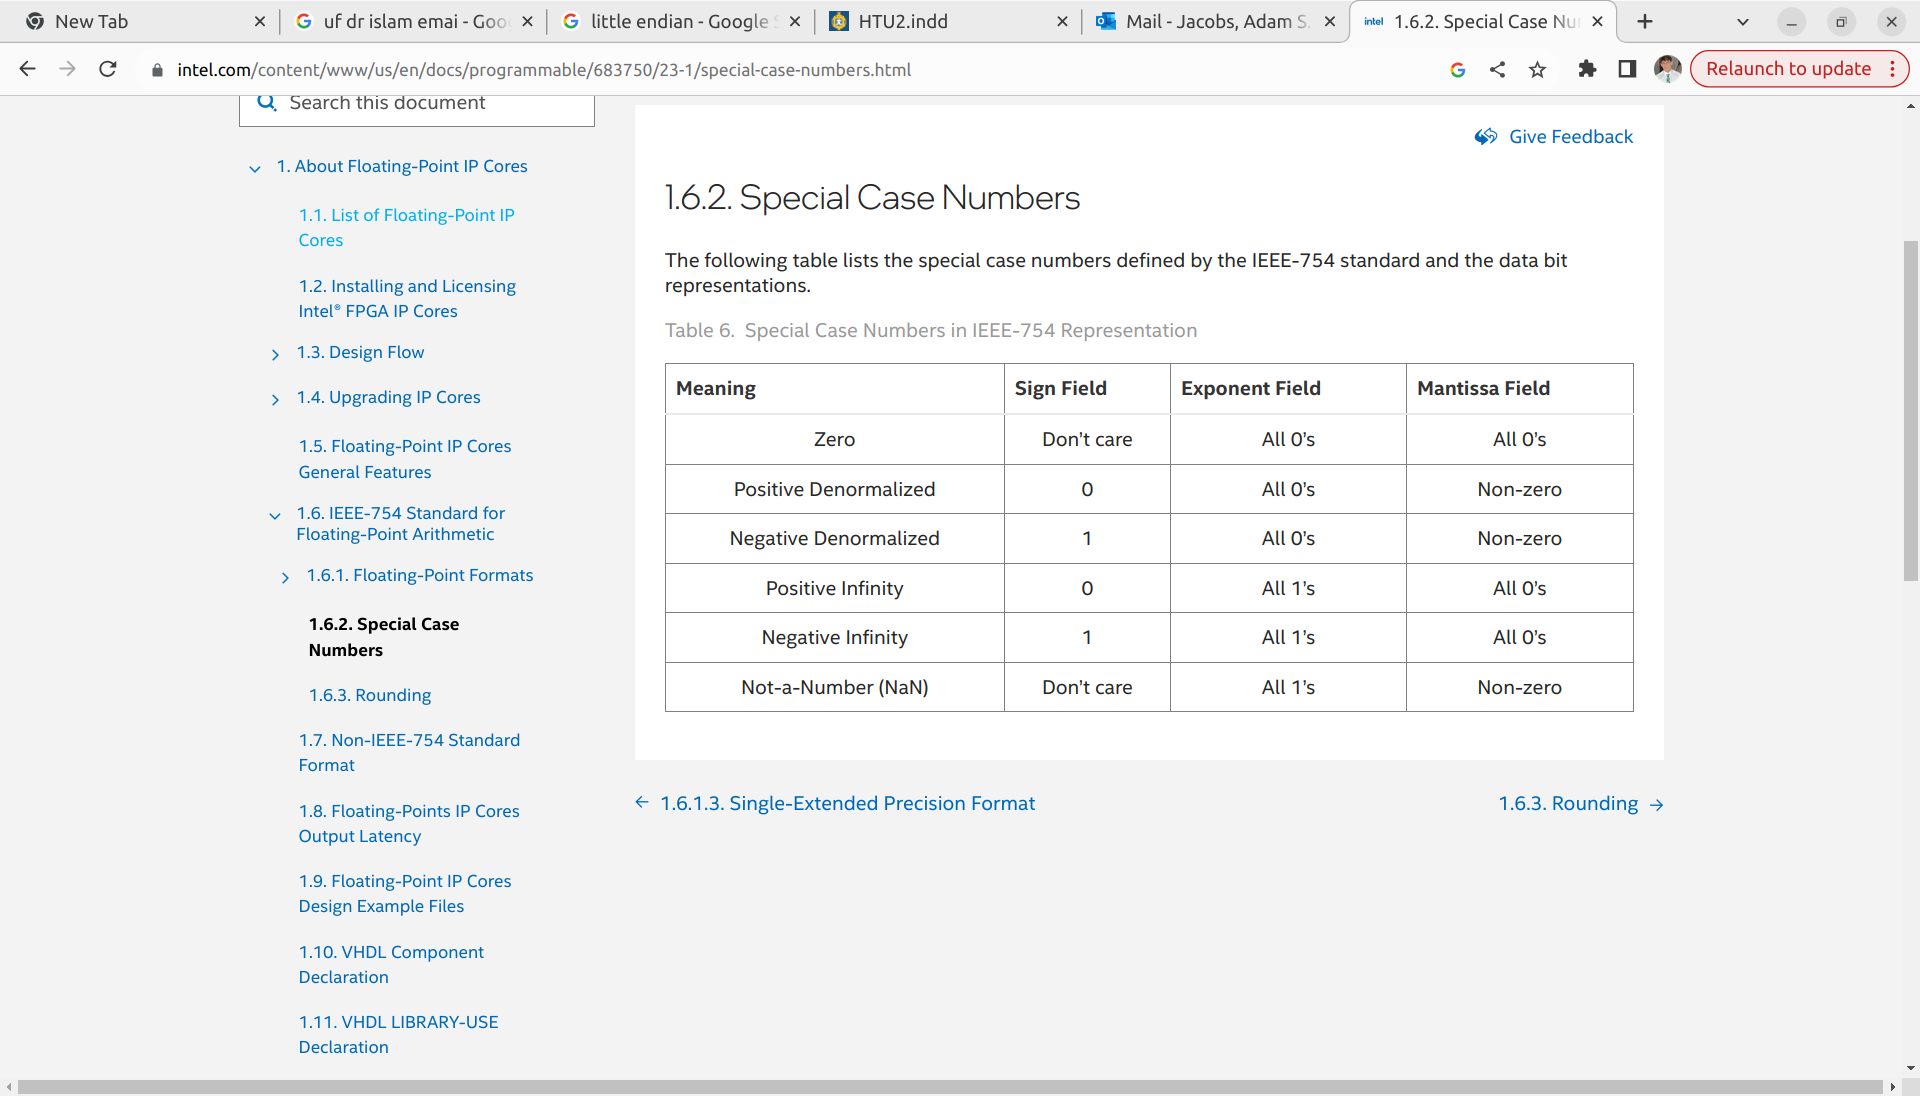 New Tab
uf dr islam emai - Goo
little endian - Google S
HTU2.indd
Mail - Jacobs, Adam S.
intel 1.6.2. Special Case Nu
intel.com/content/www/us/en/docs/programmable/683750/23-1/special-case-numbers.html
Relaunch to update
Search this document
1. About Floating-Point IP Cores
1.1. List of Floating-Point IP
Cores
1.2. Installing and Licensing
Intel® FPGA IP Cores
1.3. Design Flow
1.4. Upgrading IP Cores
1.5. Floating-Point IP Cores
General Features
1.6. IEEE-754 Standard for
Floating-Point Arithmetic
1.6.1. Floating-Point Formats
1.6.2. Special Case
Numbers
1.6.3. Rounding
1.7. Non-IEEE-754 Standard
Format
1.8. Floating-Points IP Cores
Output Latency
1.9. Floating-Point IP Cores
Design Example Files
1.10. VHDL Component
Declaration
1.11. VHDL LIBRARY-USE
Declaration
Give Feedback
1.6.2. Special Case Numbers
The following table lists the special case numbers defined by the IEEE-754 standard and the data bit
representations.
Table 6. Special Case Numbers in IEEE-754 Representation
Meaning Sign Field Exponent Field Mantissa Field
Zero Don't care All 0's All 0's
Positive Denormalized 0 All 0's Non-zero
Negative Denormalized 1 All 0's Non-zero
Positive Infinity 0 All 1's All 0's
Negative Infinity 1 All 1's All 0's
Not-a-Number (NaN) Don't care All 1's Non-zero
1.6.1.3. Single-Extended Precision Format
1.6.3. Rounding